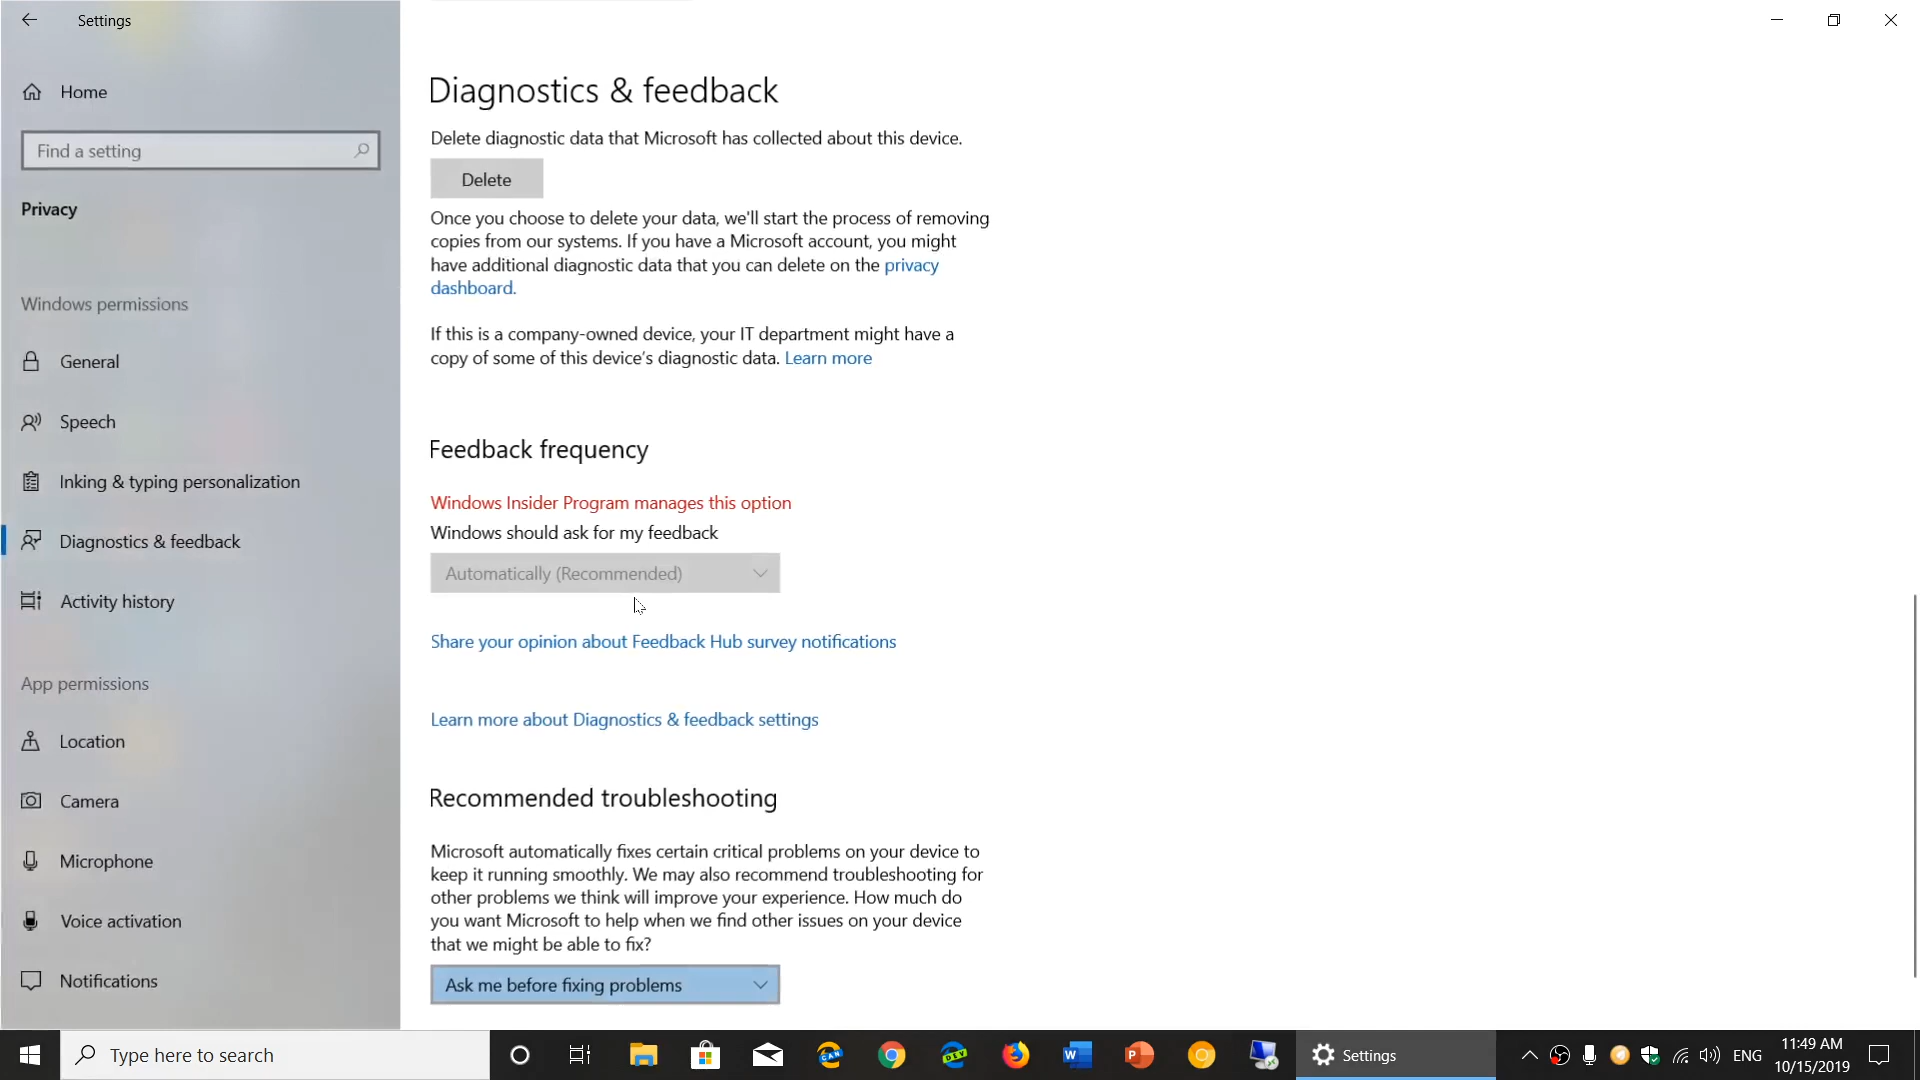 Settings
Home
Find a setting
Privacy
Windows permissions
General
Speech
Inking & typing personalization
Diagnostics & feedback
Activity history
App permissions
Location
Camera
Microphone
Voice activation
Notifications
Diagnostics & feedback
Delete diagnostic data that Microsoft has collected about this device.
Delete
Once you choose to delete your data, we'll start the process of removing
copies from our systems. If you have a Microsoft account, you might
have additional diagnostic data that you can delete on the privacy
dashboard.
If this is a company-owned device, your IT department might have a
copy of some of this device's diagnostic data. Learn more
Feedback frequency
Windows Insider Program manages this option
Windows should ask for my feedback
Automatically (Recommended)
Share your opinion about Feedback Hub survey notifications
Learn more about Diagnostics & feedback settings
Recommended troubleshooting
Microsoft automatically fixes certain critical problems on your device to
keep it running smoothly. We may also recommend troubleshooting for
other problems we think will improve your experience. How much do
you want Microsoft to help when we find other issues on your device
that we might be able to fix?
Ask me before fixing problems
Type here to search
CAN
DEV
W
P
Settings
ENG
11:49 AM
10/15/2019